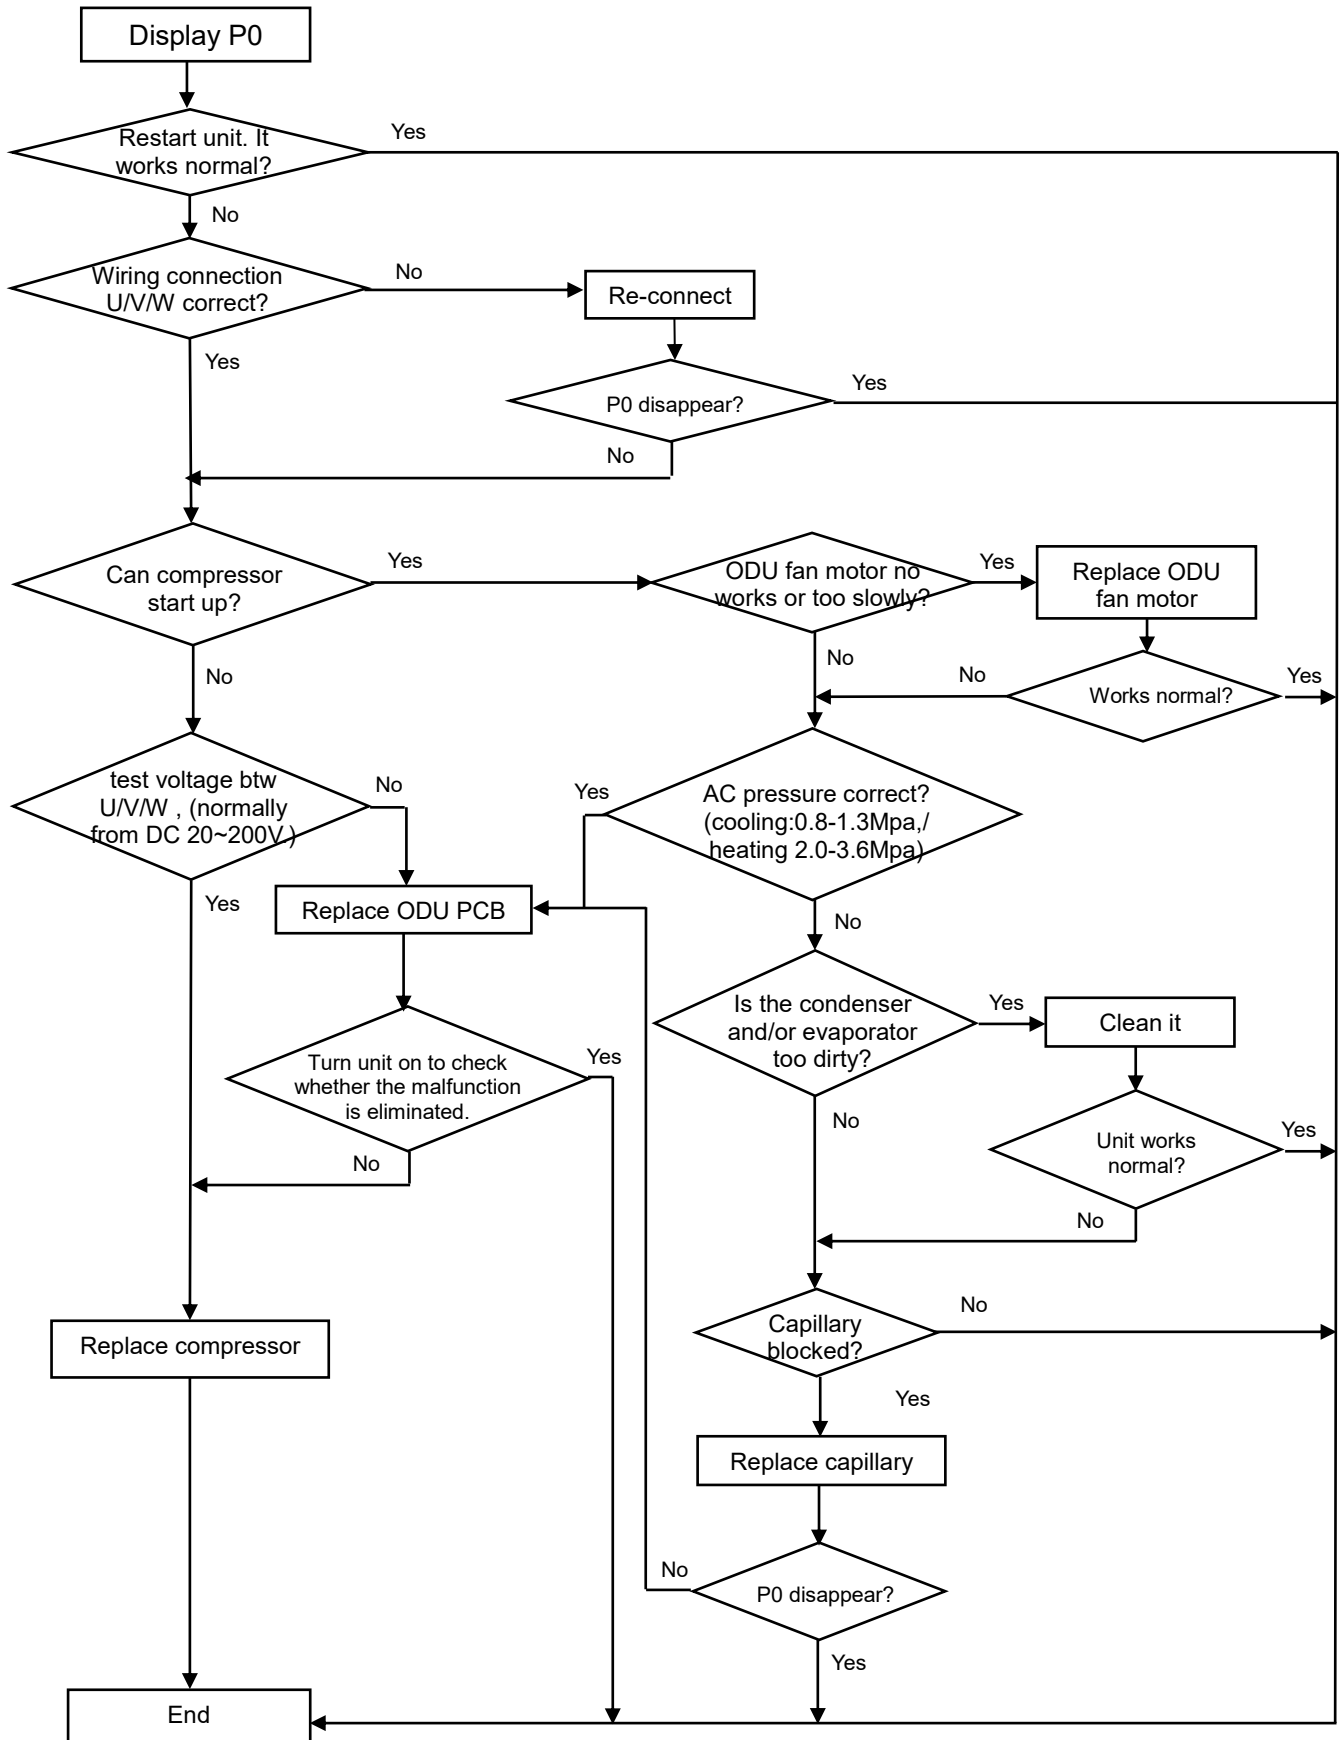 Display P0
Restart unit. It
works normal?
Yes
No
Wiring connection
U/V/W correct?
No
Re-connect
Yes
P0 disappear?
Yes
No
Can compressor
start up?
Yes
ODU fan motor no
works or too slowly?
Yes
Replace ODU
fan motor
No
No
Works normal?
Yes
No
test voltage btw
U/V/W , (normally
from DC 20~200V.)
No
Yes
AC pressure correct?
(cooling:0.8-1.3Mpa,/
heating 2.0-3.6Mpa)
Yes
Replace ODU PCB
No
Is the condenser
and/or evaporator
too dirty?
Yes
Clean it
Turn unit on to check
whether the malfunction
is eliminated.
Yes
No
No
Unit works
normal?
Yes
No
Capillary
blocked?
No
Replace compressor
Yes
Replace capillary
No
P0 disappear?
Yes
End